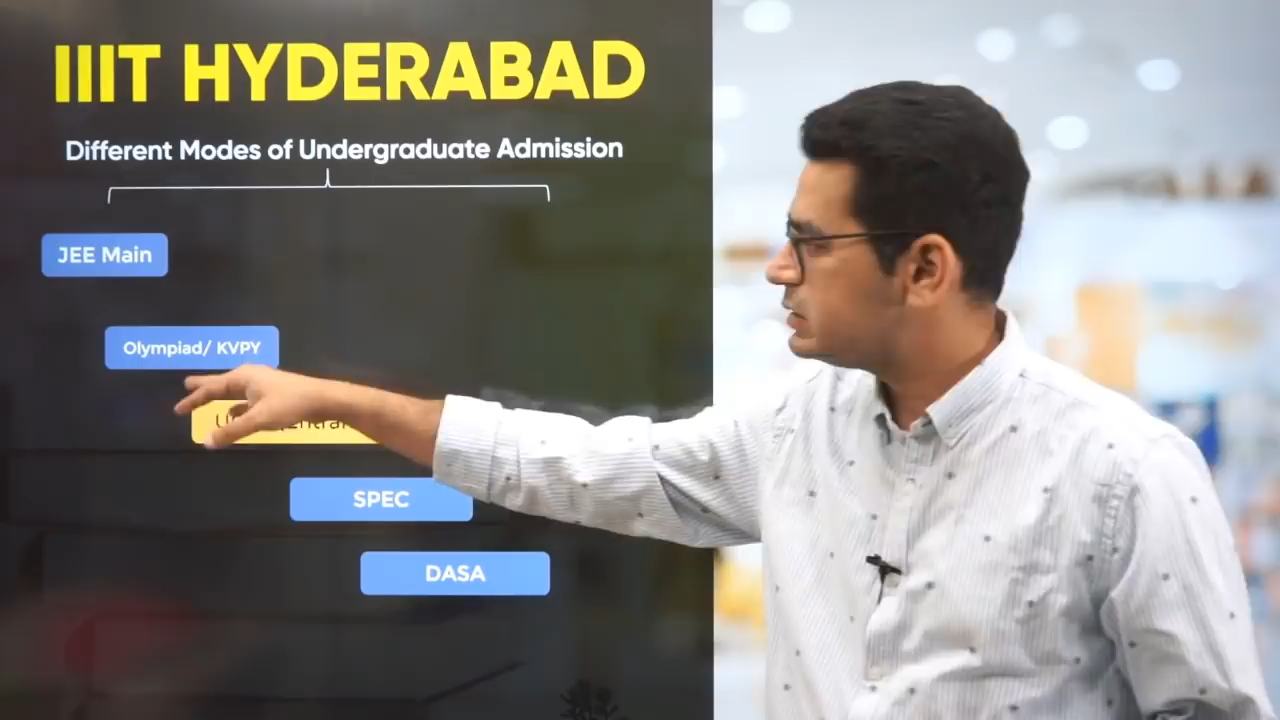 IIIT HYDERABAD
Different Modes of Undergraduate Admission
JEE Main
Olympiad/ KVPY
SPEC
DASA